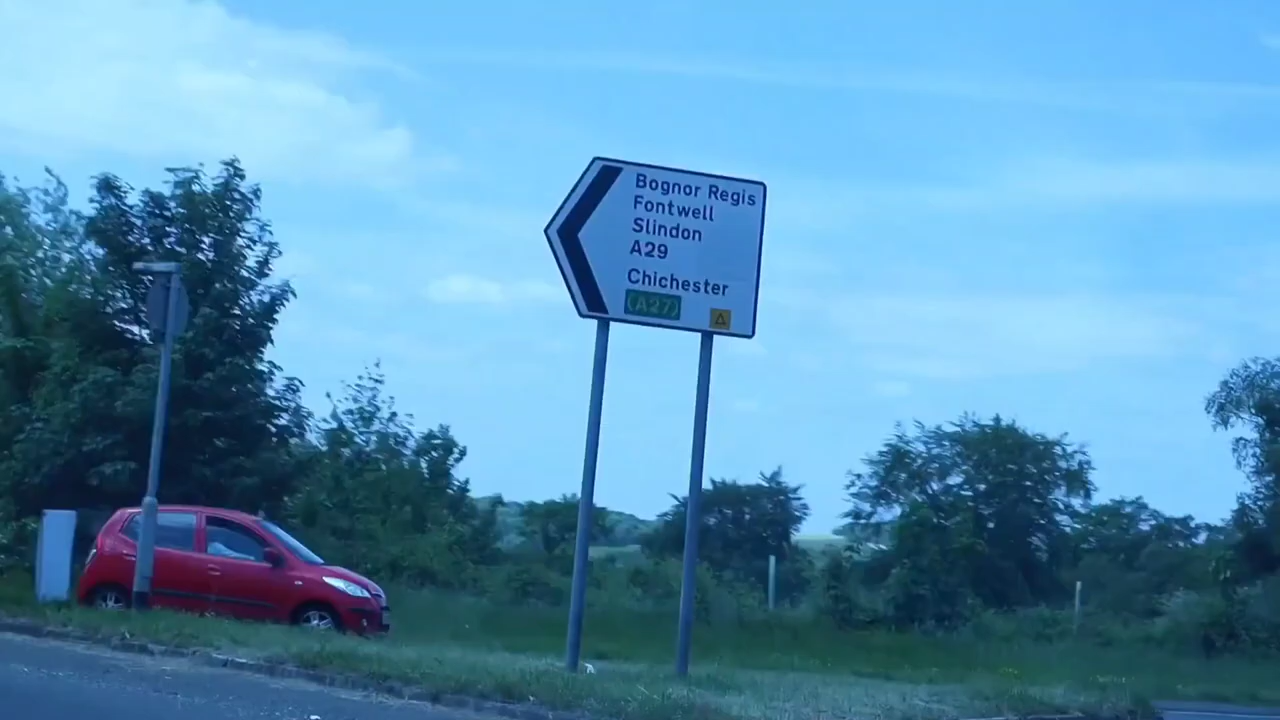 Bognor Regis
Fontwell
Slindon
A29
Chichester
(A27)